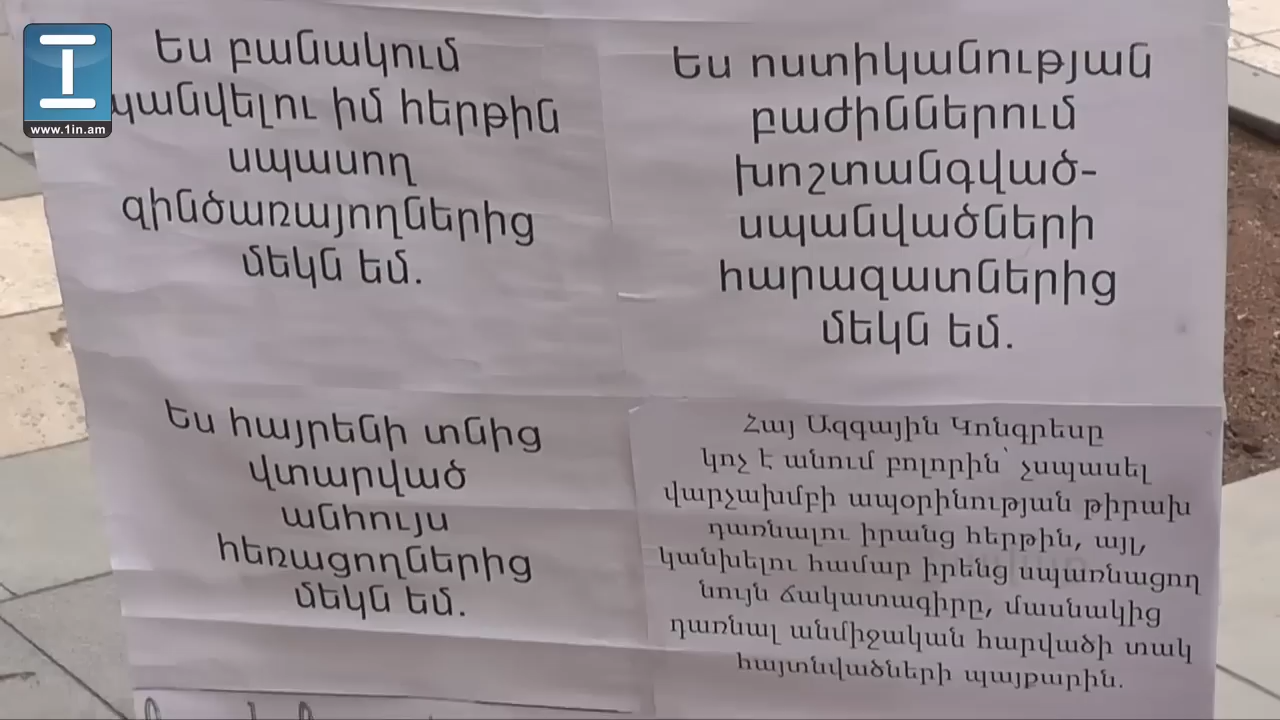 www.1in.am
Ես բանակում
սպանվելու իմ հերթին
սպասող
զինծառայողներից
մեկն եմ.
Ես ոստիկանության
բաժիններում
խոշտանգված-
սպանվածների
հարազատներից
մեկն եմ.
Ես հայրենի տնից
վտարված
անհույս
հեռացողներից
մեկն եմ.
Հայ Ազգային Կոնգրեսը
կոչ է անում բոլորին՝ չսպասել
վարչախմբի ապօրինության թիրախ
դառնալու իրանց հերթին, այլ,
կանխելու համար իրենց սպառնացող
նույն ճակատագիրը, մասնակից
դառնալ անմիջական հարվածի տակ
հայտնվածների պայքարին.